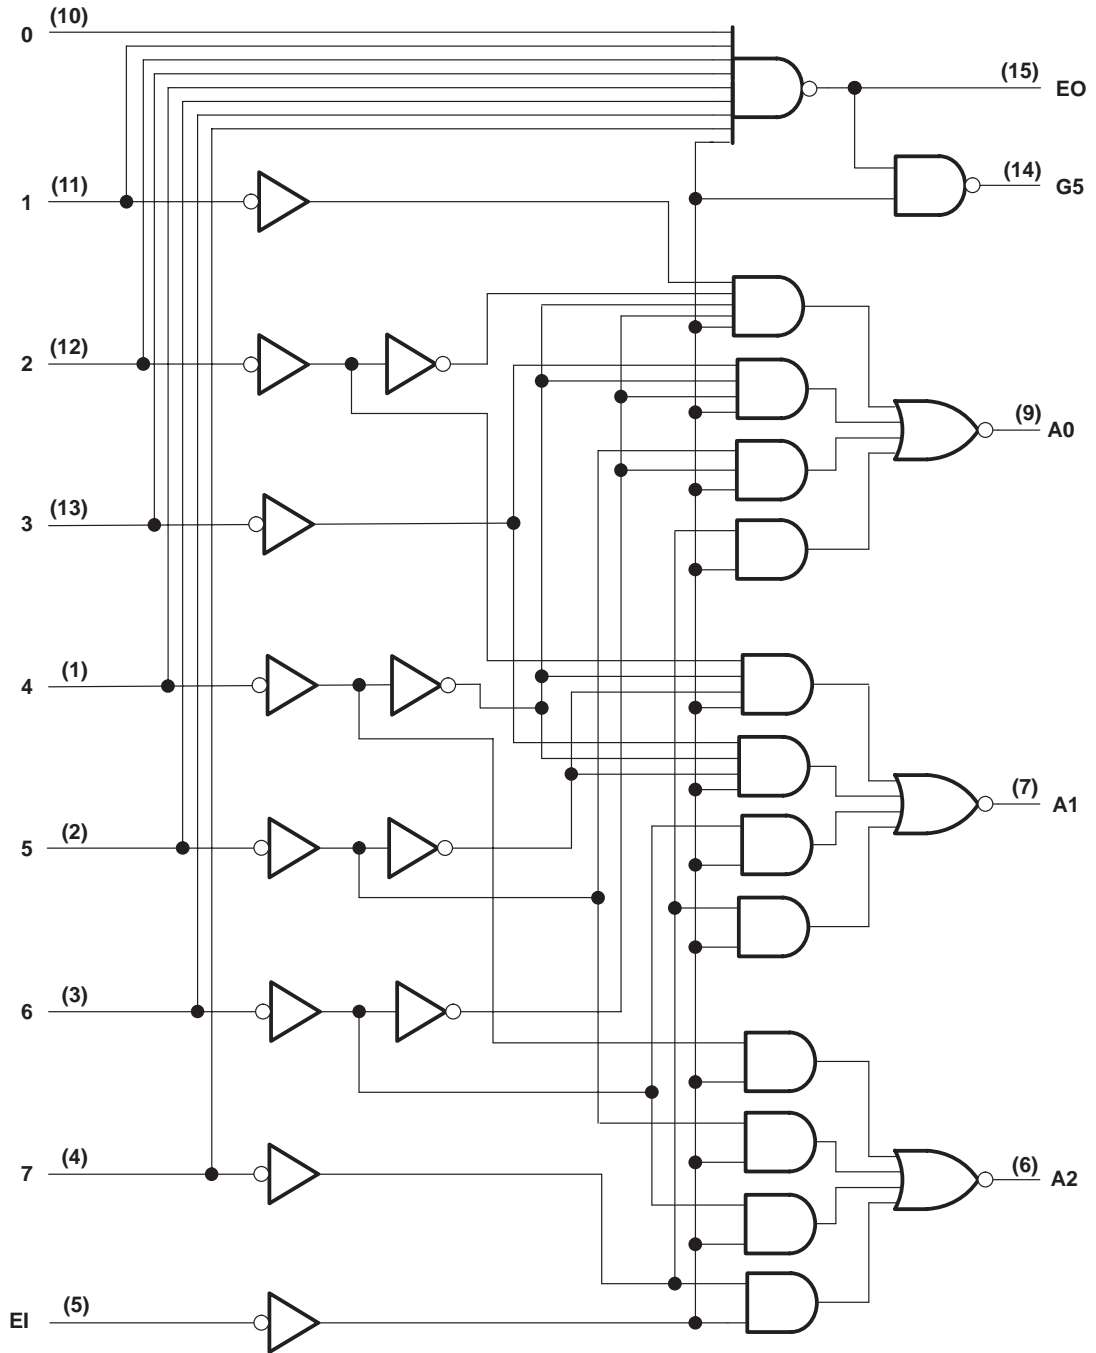 0 (10)
(15) EO
(14) G5
1 (11)
2 (12)
(9) A0
3 (13)
4 (1)
(7) A1
5 (2)
6 (3)
7 (4)
(6) A2
EI (5)